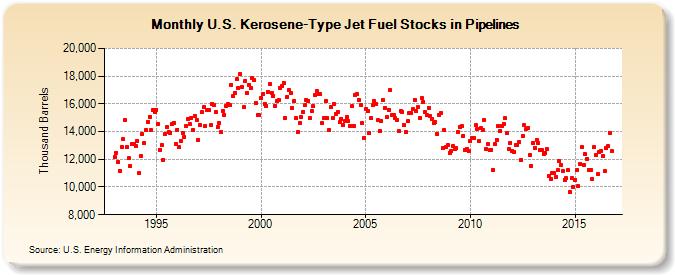 Monthly U.S. Kerosene-Type Jet Fuel Stocks in Pipelines
Thousand Barrels
20,000
18,000
16,000
14,000
12,000
10,000
8,000
1995 2000 2005 2010 2015
Source: U.S. Energy Information Administration